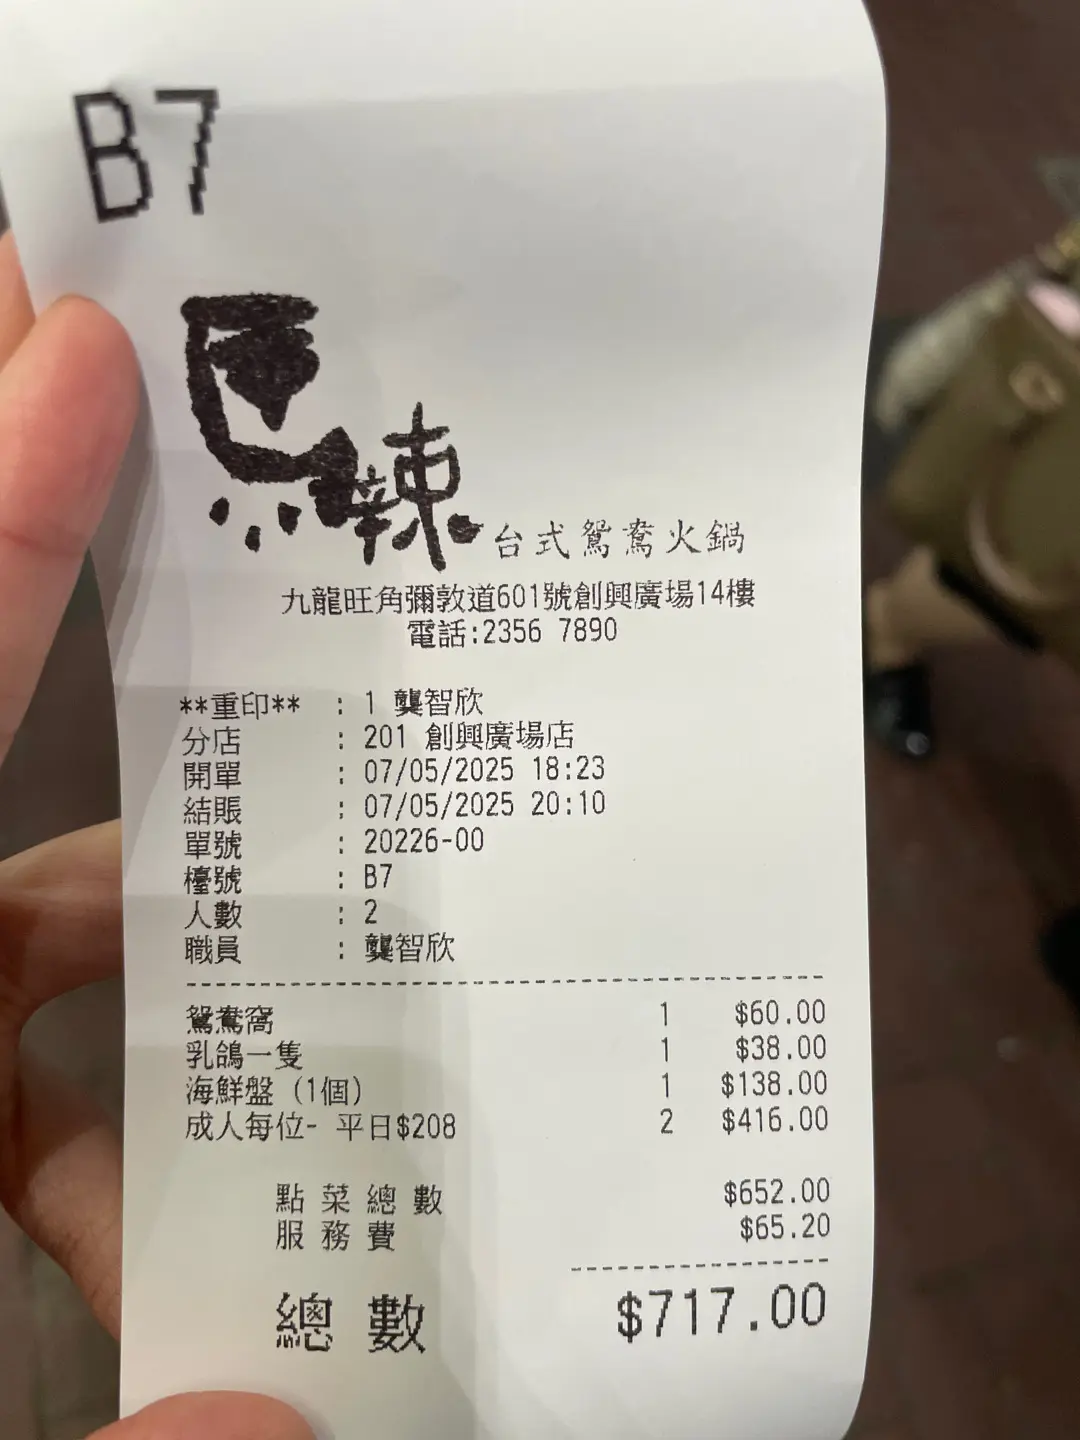 B7
馬辣 台式鴛鴦火鍋
九龍旺角彌敦道601號創興廣場14樓
電話:2356 7890
**重印** : 1 龔智欣
分店 : 201 創興廣場店
開單 : 07/05/2025 18:23
結賬 : 07/05/2025 20:10
單號 : 20226-00
檯號 : B7
人數 : 2
職員 : 龔智欣
鴛鴦窩 1 $60.00
乳鴿一隻 1 $38.00
海鮮盤 (1個) 1 $138.00
成人每位- 平日$208 2 $416.00
點菜總數 $652.00
服務費 $65.20
總數 $717.00